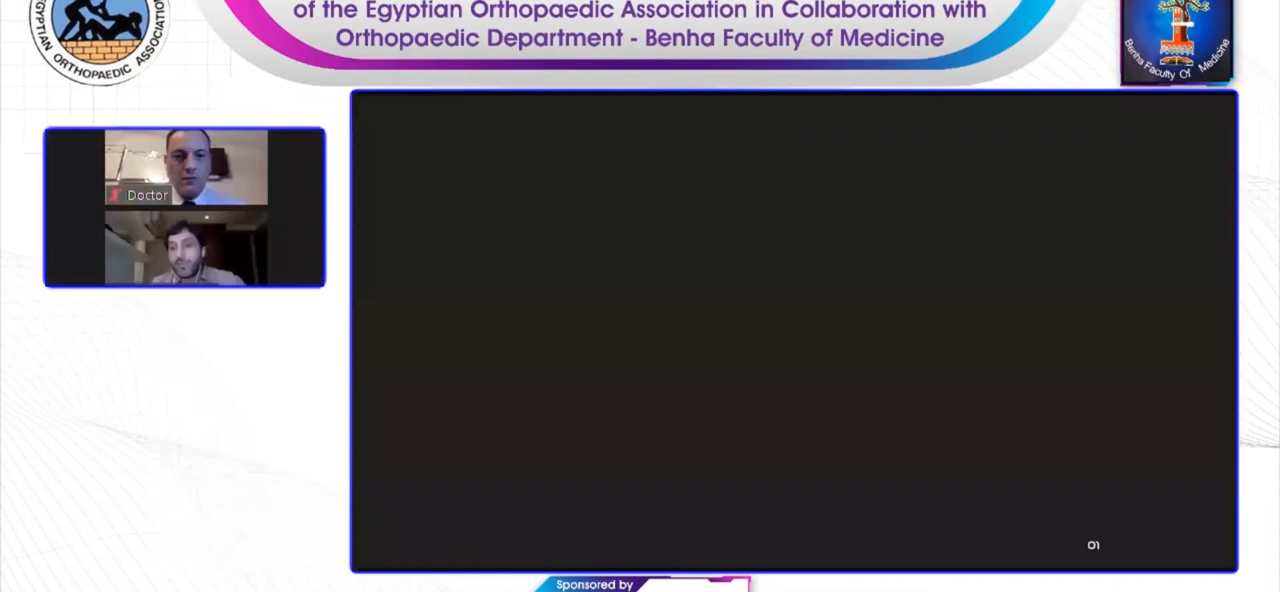 of the Egyptian Orthopaedic Association in Collaboration with
Orthopaedic Department - Benha Faculty of Medicine
EGYPTIAN ORTHOPAEDIC ASSOCIATION
Benha Faculty Of Medicine
Doctor
01
Sponsored by